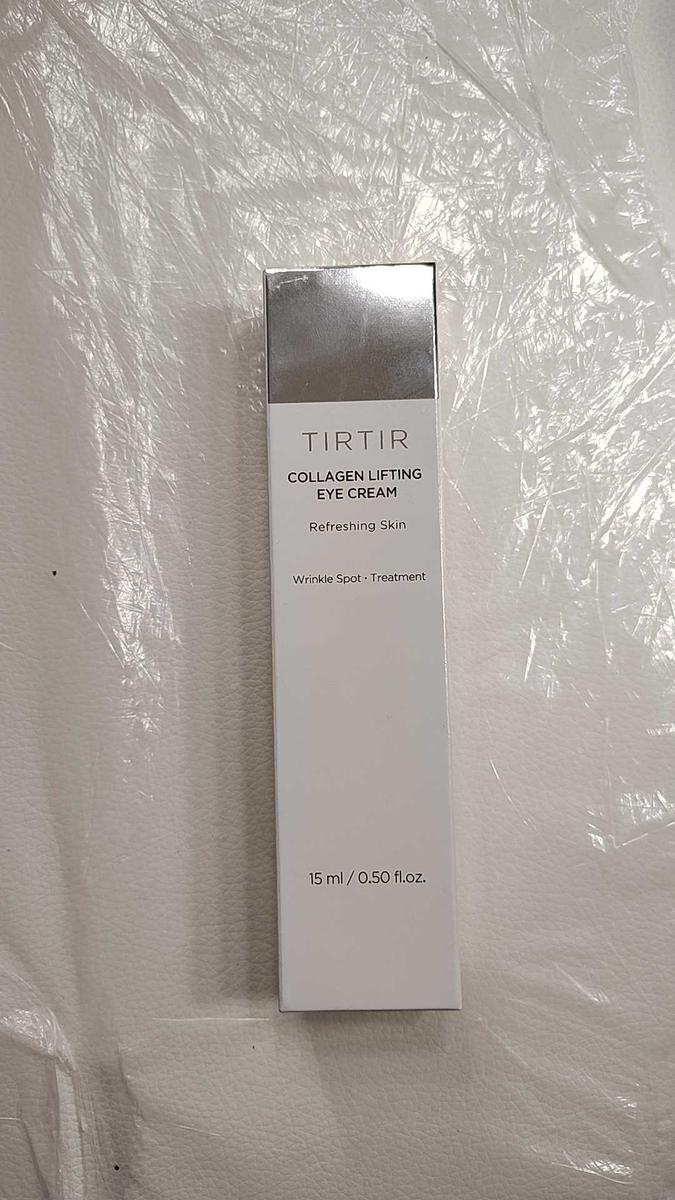 TIRTIR
COLLAGEN LIFTING
EYE CREAM
Refreshing Skin
Wrinkle Spot • Treatment
15 ml / 0.50 fl.oz.